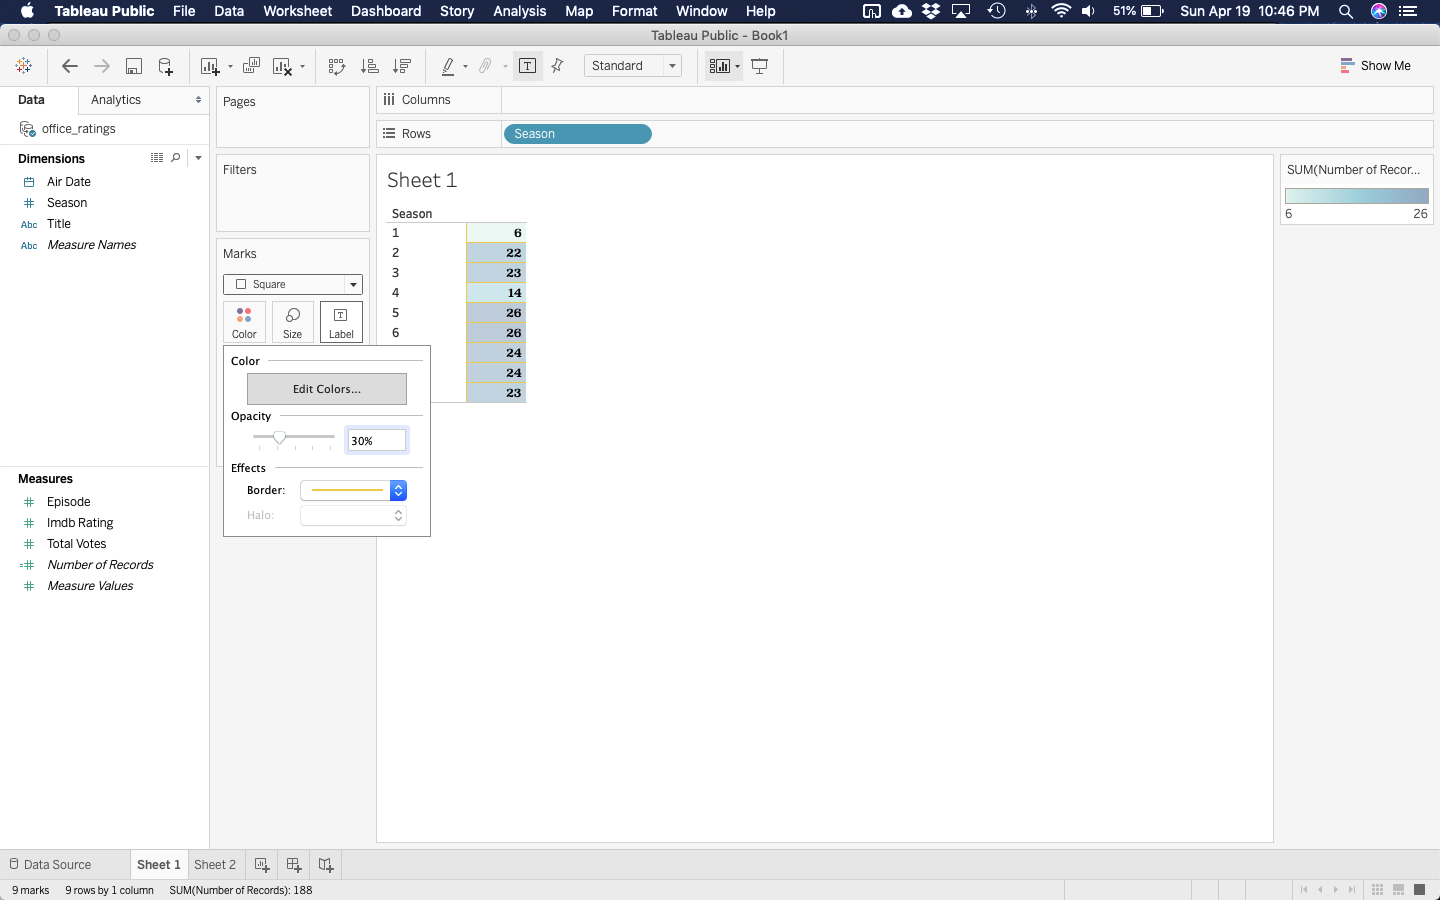 Tableau Public File Data Worksheet Dashboard Story Analysis Map Format Window Help 51% Sun Apr 19 10:46 PM
Tableau Public - Book1
Standard
Show Me
Data Analytics
office_ratings
Dimensions
Air Date
Season
Abc Title
Abc Measure Names
Measures
Episode
Imdb Rating
Total Votes
Number of Records
Measure Values
Pages
Filters
Marks
Square
Color Size Label
Color
Edit Colors...
Opacity
30%
Effects
Border:
Halo:
Columns
Rows Season
Sheet 1
Season
1 6
2 22
3 23
4 14
5 26
6 26
24
24
23
SUM(Number of Recor...
6 26
Data Source Sheet 1 Sheet 2
9 marks 9 rows by 1 column SUM(Number of Records): 188